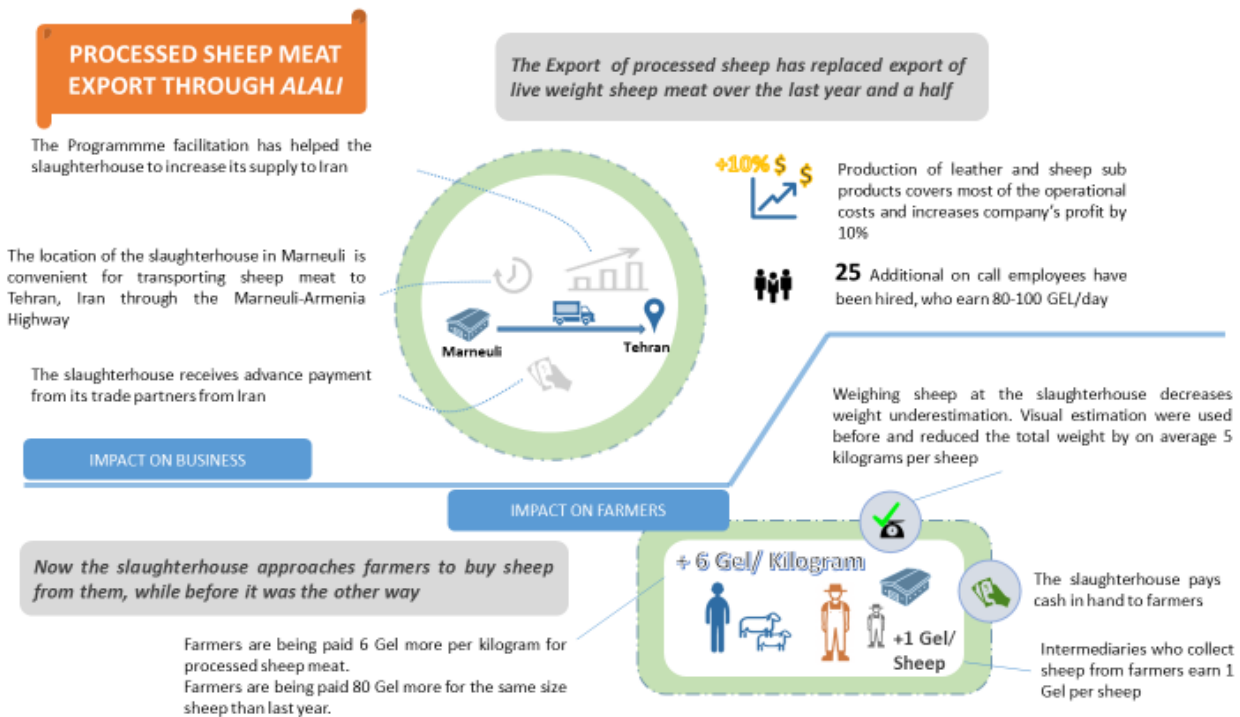 PROCESSED SHEEP MEAT
EXPORT THROUGH ALALI
The Export of processed sheep has replaced export of
live weight sheep meat over the last year and a half
The Programmme facilitation has helped the
slaughterhouse to increase its supply to Iran
The location of the slaughterhouse in Marneuli is
convenient for transporting sheep meat to
Tehran, Iran through the Marneuli-Armenia
Highway
The slaughterhouse receives advance payment
from its trade partners from Iran
Marneuli
Tehran
+10% $
$
Production of leather and sheep sub
products covers most of the operational
costs and increases company's profit by
10%
25 Additional on call employees have
been hired, who earn 80-100 GEL/day
IMPACT ON BUSINESS
IMPACT ON FARMERS
Weighing sheep at the slaughterhouse decreases
weight underestimation. Visual estimation were used
before and reduced the total weight by on average 5
kilograms per sheep
Now the slaughterhouse approaches farmers to buy sheep
from them, while before it was the other way
Farmers are being paid 6 Gel more per kilogram for
processed sheep meat.
Farmers are being paid 80 Gel more for the same size
sheep than last year.
+ 6 Gel/ Kilogram
+1 Gel/
Sheep
The slaughterhouse pays
cash in hand to farmers
Intermediaries who collect
sheep from farmers earn 1
Gel per sheep